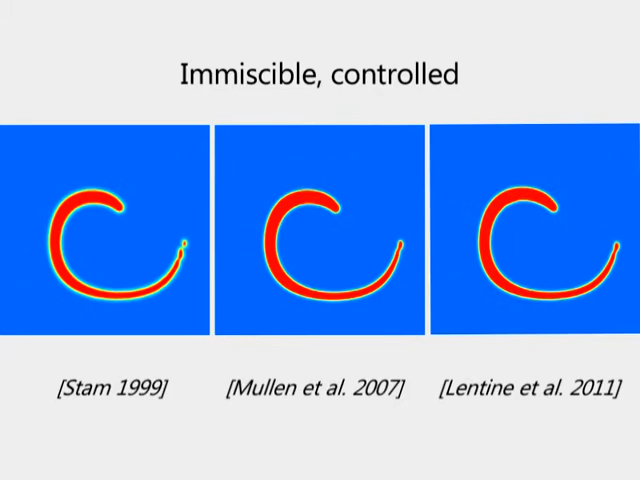 Immiscible, controlled
[Stam 1999] [Mullen et al. 2007] [Lentine et al. 2011]